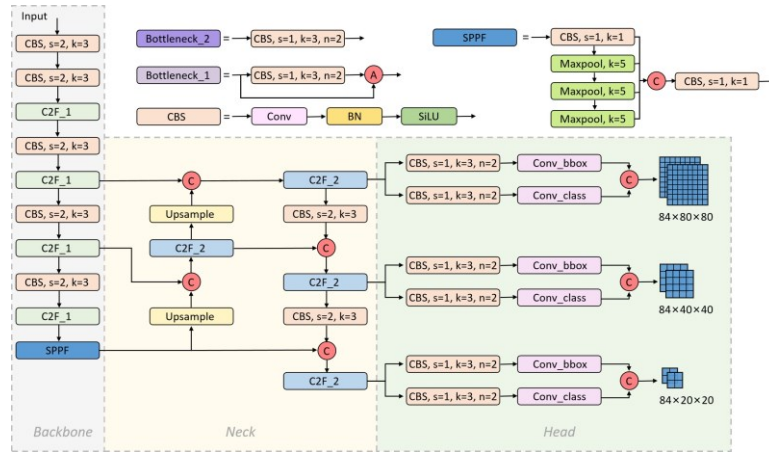 Input
CBS, s=2, k=3
CBS, s=2, k=3
C2F_1
CBS, s=2, k=3
C2F_1
CBS, s=2, k=3
C2F_1
CBS, s=2, k=3
C2F_1
SPPF
Backbone
Bottleneck_2 = CBS, s=1, k=3, n=2
Bottleneck_1 = CBS, s=1, k=3, n=2 A
CBS = Conv BN SiLU
SPPF = CBS, s=1, k=1
Maxpool, k=5
Maxpool, k=5
Maxpool, k=5
C CBS, s=1, k=1
C
Upsample
C2F_2
C
Upsample
C2F_2
CBS, s=2, k=3
C
C2F_2
CBS, s=2, k=3
C
C2F_2
Neck
CBS, s=1, k=3, n=2 Conv_bbox
CBS, s=1, k=3, n=2 Conv_class
C
84×80×80
CBS, s=1, k=3, n=2 Conv_bbox
CBS, s=1, k=3, n=2 Conv_class
C
84×40×40
CBS, s=1, k=3, n=2 Conv_bbox
CBS, s=1, k=3, n=2 Conv_class
C
84×20×20
Head